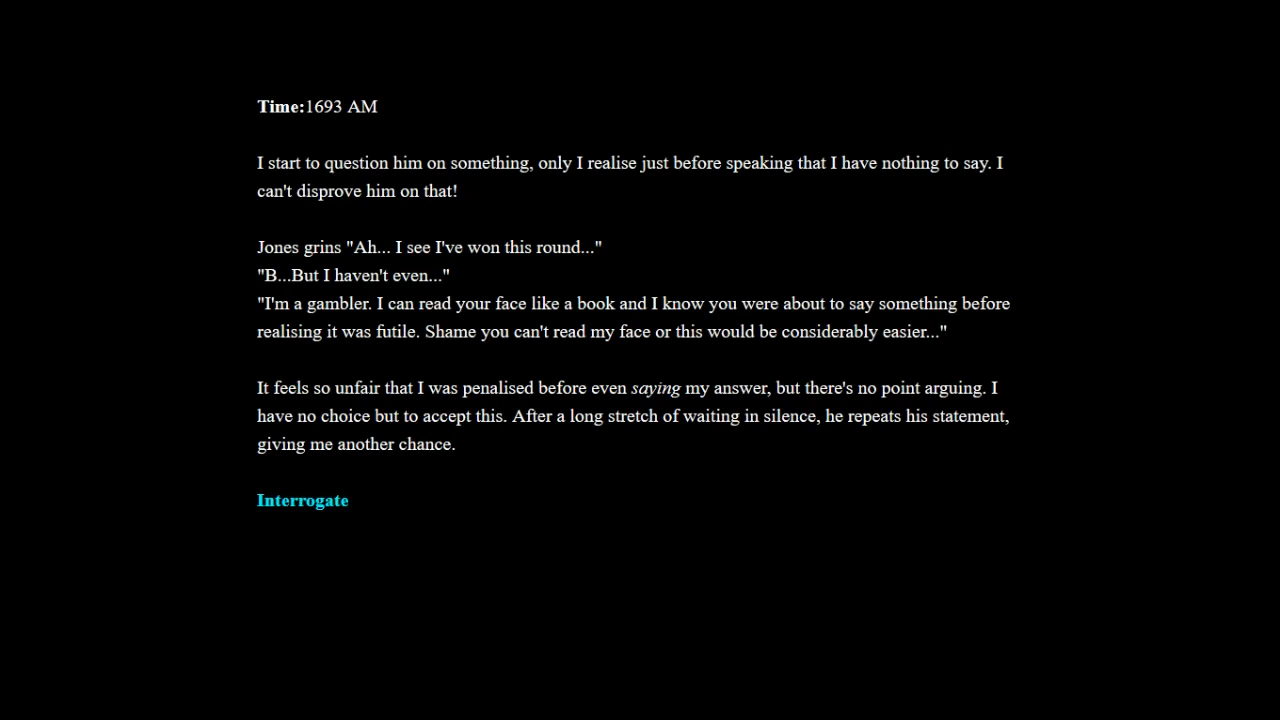 Time:1693 AM
I start to question him on something, only I realise just before speaking that I have nothing to say. I
can't disprove him on that!
Jones grins "Ah... I see I've won this round..."
"B...But I haven't even..."
"I'm a gambler. I can read your face like a book and I know you were about to say something before
realising it was futile. Shame you can't read my face or this would be considerably easier..."
It feels so unfair that I was penalised before even saying my answer, but there's no point arguing. I
have no choice but to accept this. After a long stretch of waiting in silence, he repeats his statement,
giving me another chance.
Interrogate